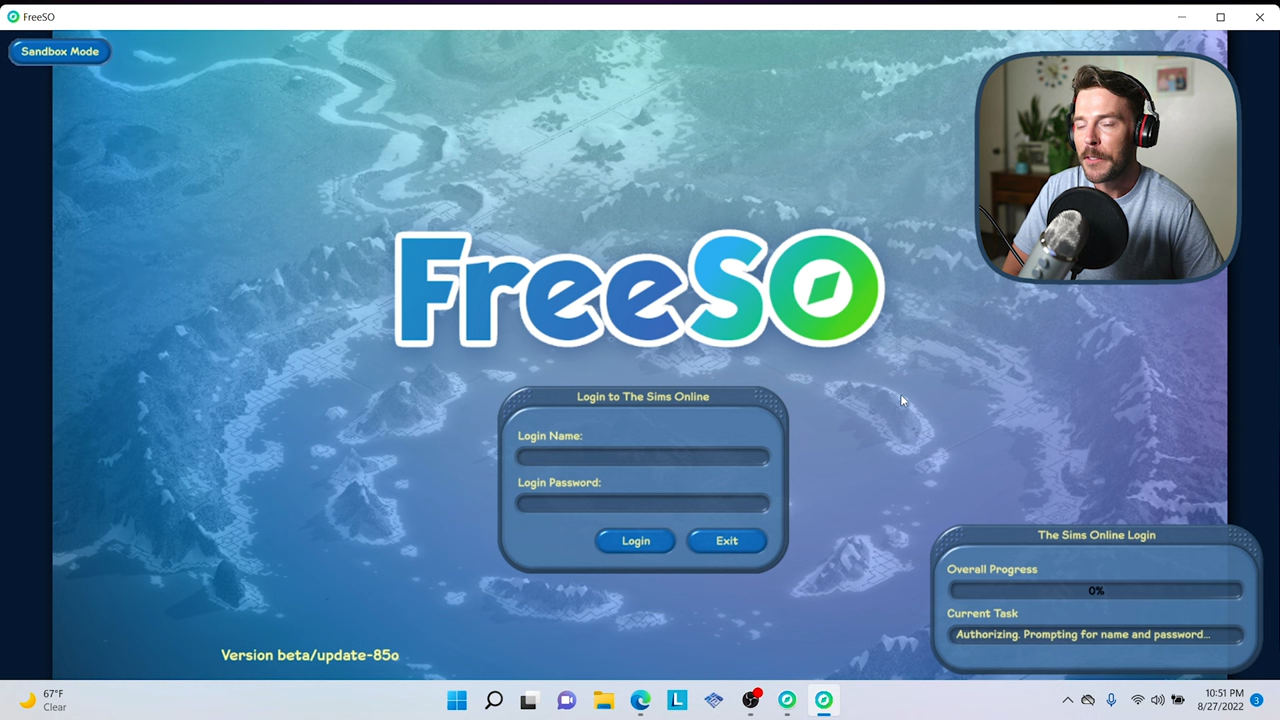 FreeSO
Sandbox Mode
FreeSO
Login to The Sims Online
Login Name:
Login Password:
Login
Exit
The Sims Online Login
Overall Progress
0%
Current Task
Authorizing. Prompting for name and password...
Version beta/update-85a
67°F
Clear
L
10:51 PM
8/27/2022
3